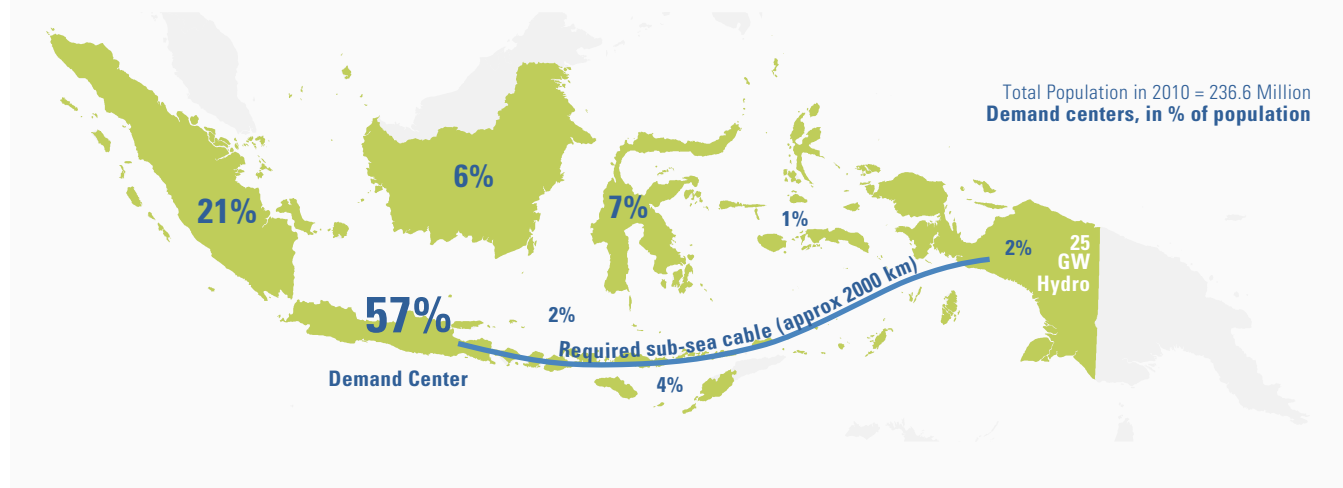 Total Population in 2010 = 236.6 Million
Demand centers, in % of population
6%
21%
7%
1%
2%
25
GW
Hydro
57%
2%
Required sub-sea cable (approx 2000 km)
Demand Center
4%